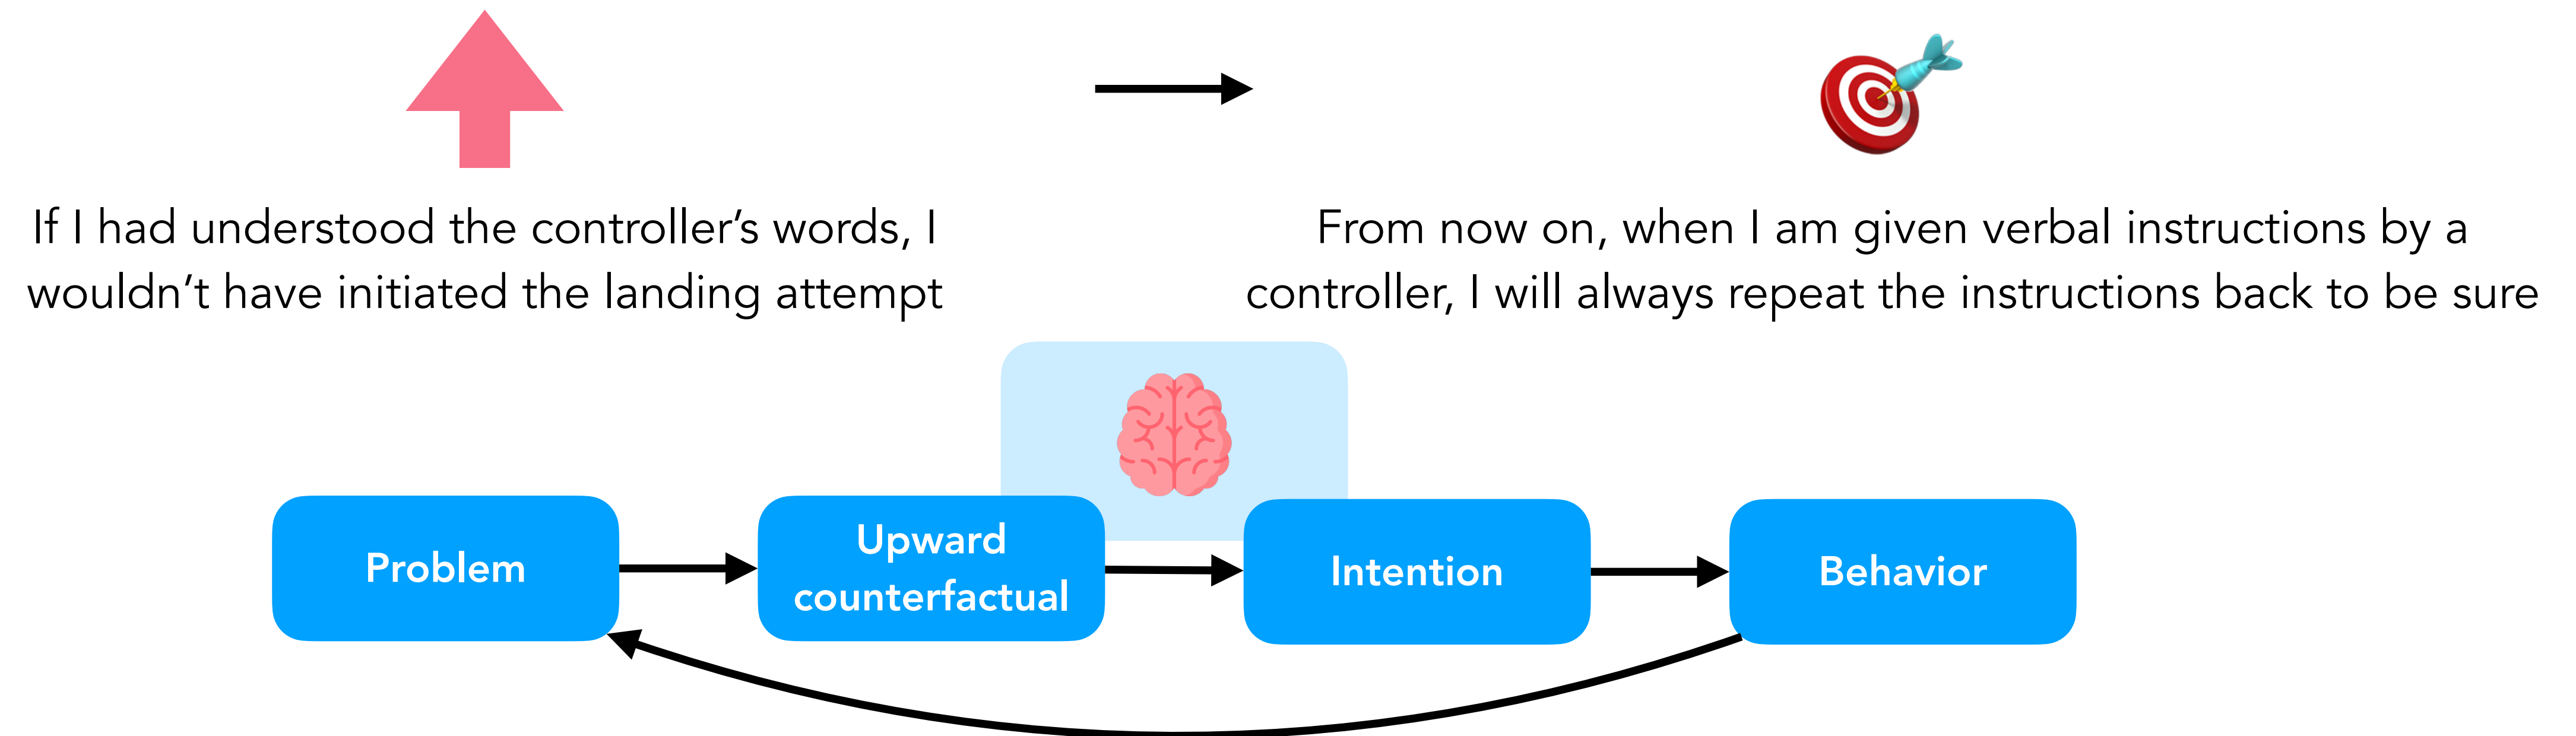 If I had understood the controller’s words, I
wouldn’t have initiated the landing attempt
From now on, when I am given verbal instructions by a
controller, I will always repeat the instructions back to be sure
Problem
Upward
counterfactual
Intention
Behavior